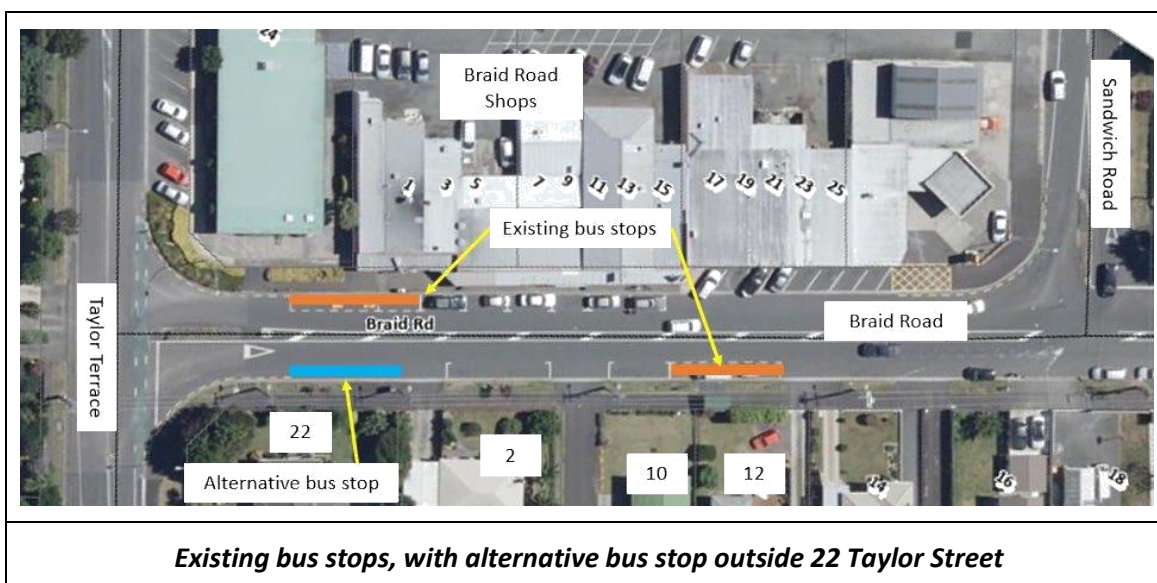 24
Braid Road
Shops
Sandwich Road
1 3 5 7 9 11 13 15 17 19 21 23 25
Existing bus stops
Taylor Terrace
Braid Rd
Braid Road
22
2
10
12
14
16
18
Alternative bus stop
Existing bus stops, with alternative bus stop outside 22 Taylor Street